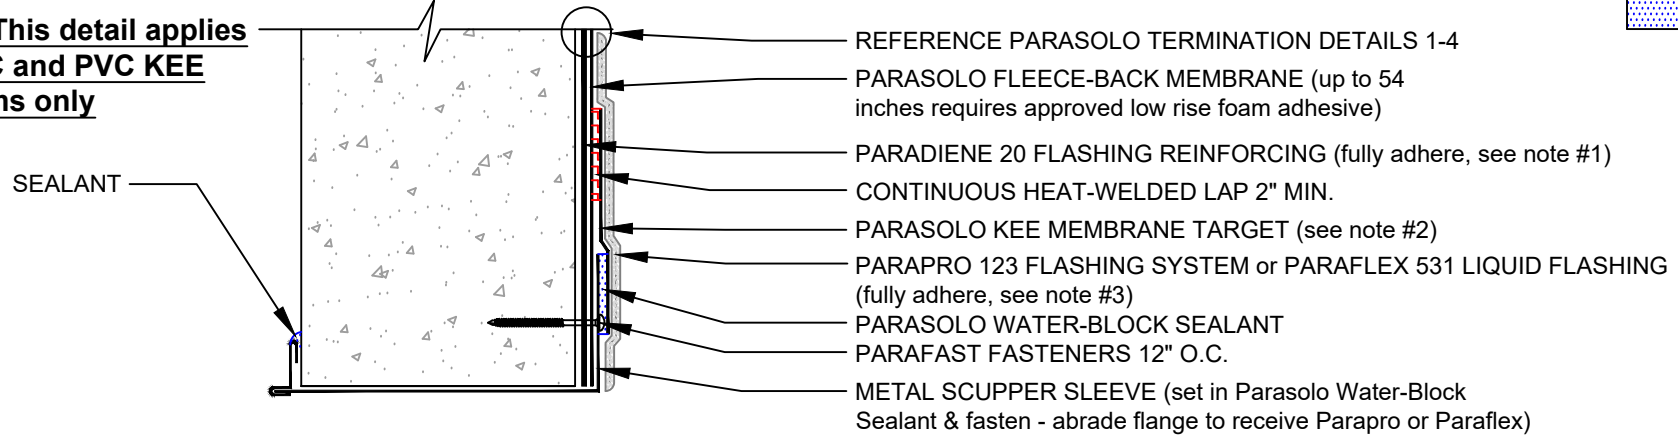 This detail applies
C and PVC KEE
ns only
SEALANT
REFERENCE PARASOLO TERMINATION DETAILS 1-4
PARASOLO FLEECE-BACK MEMBRANE (up to 54
inches requires approved low rise foam adhesive)
PARADIENE 20 FLASHING REINFORCING (fully adhere, see note #1)
CONTINUOUS HEAT-WELDED LAP 2" MIN.
PARASOLO KEE MEMBRANE TARGET (see note #2)
PARAPRO 123 FLASHING SYSTEM or PARAFLEX 531 LIQUID FLASHING
(fully adhere, see note #3)
PARASOLO WATER-BLOCK SEALANT
PARAFAST FASTENERS 12" O.C.
METAL SCUPPER SLEEVE (set in Parasolo Water-Block
Sealant & fasten - abrade flange to receive Parapro or Paraflex)